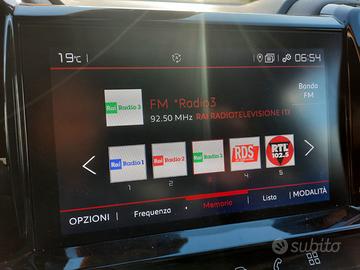 19°C
06:54
Rai Radio 3
FM *Radio3
92.50 MHz RAI RADIOTELEVISIONE ITA
Banda
FM
Rai Radio 1
Rai Radio 2
Rai Radio 3
RDS
RTL
102.5
1 2 3 4 5
OPZIONI
Frequenza
Memoria
Lista
MODALITÀ
subito